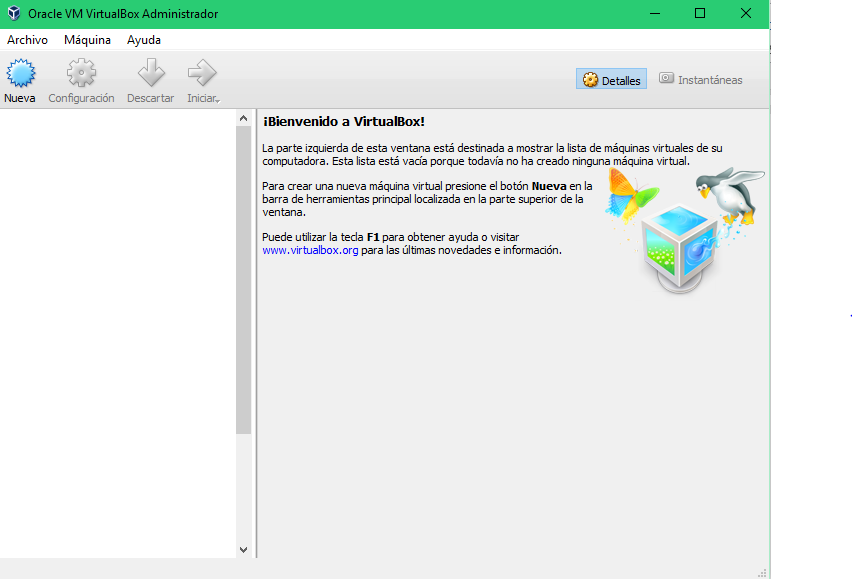 Oracle VM VirtualBox Administrador
Archivo Máquina Ayuda
Nueva Configuración Descartar Iniciar
Detalles Instantáneas
¡Bienvenido a VirtualBox!
La parte izquierda de esta ventana está destinada a mostrar la lista de máquinas virtuales de su
computadora. Esta lista está vacía porque todavía no ha creado ninguna máquina virtual.
Para crear una nueva máquina virtual presione el botón Nueva en la
barra de herramientas principal localizada en la parte superior de la
ventana.
Puede utilizar la tecla F1 para obtener ayuda o visitar
www.virtualbox.org para las últimas novedades e información.